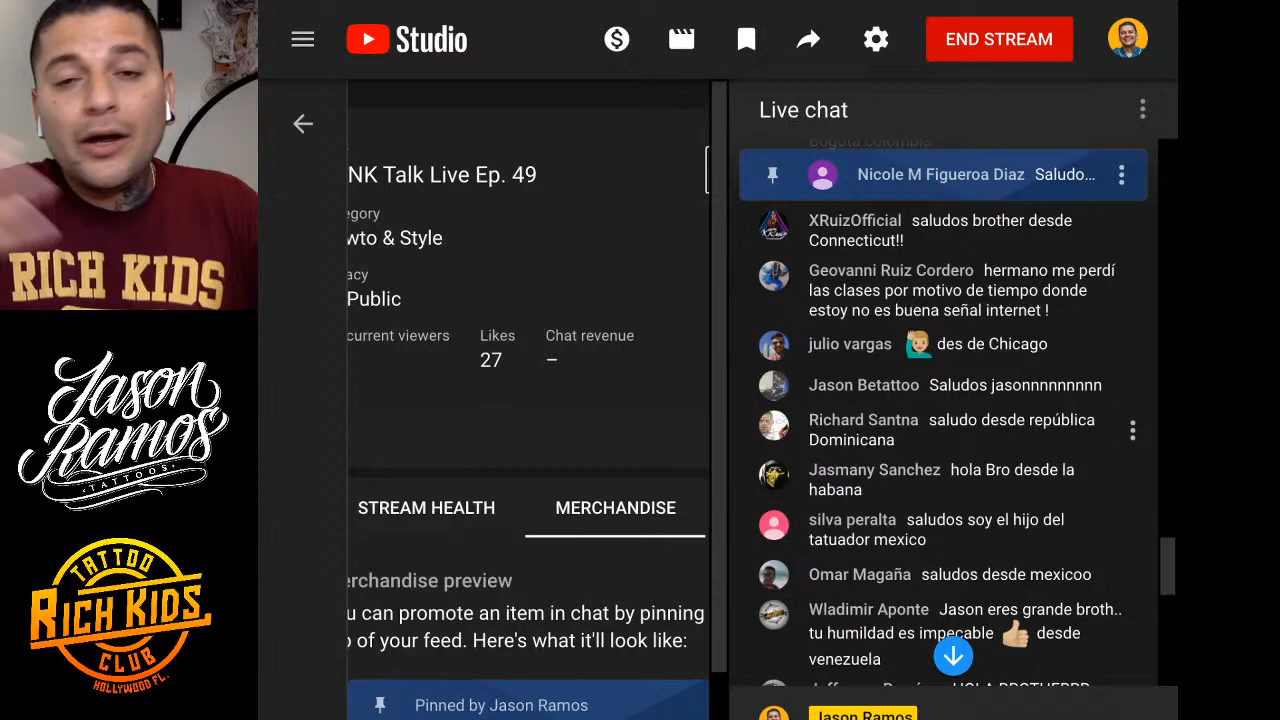 Studio
END STREAM
NK Talk Live Ep. 49
egory
wto & Style
acy
Public
current viewers
Likes
27
Chat revenue
–
STREAM HEALTH
MERCHANDISE
erchandise preview
u can promote an item in chat by pinning
o of your feed. Here's what it'll look like:
Pinned by Jason Ramos
Live chat
Bogota colombia
Nicole M Figueroa Diaz Saludo...
XRuizOfficial saludos brother desde
Connecticut!!
Geovanni Ruiz Cordero hermano me perdí
las clases por motivo de tiempo donde
estoy no es buena señal internet !
julio vargas 🙋🏼‍♂️ des de Chicago
Jason Betattoo Saludos jasonnnnnnnnn
Richard Santna saludo desde república
Dominicana
Jasmany Sanchez hola Bro desde la
habana
silva peralta saludos soy el hijo del
tatuador mexico
Omar Magaña saludos desde mexicoo
Wladimir Aponte Jason eres grande broth..
tu humildad es impecable 👍🏼 desde
venezuela
Jason Ramos
RICH KIDS
Jason
Ramos
TATTOOS
TATTOO
RICH KIDS
CLUB
HOLLYWOOD FL.